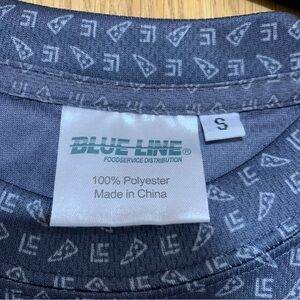 BLUE LINE®
FOODSERVICE DISTRIBUTION
100% Polyester
Made in China
S